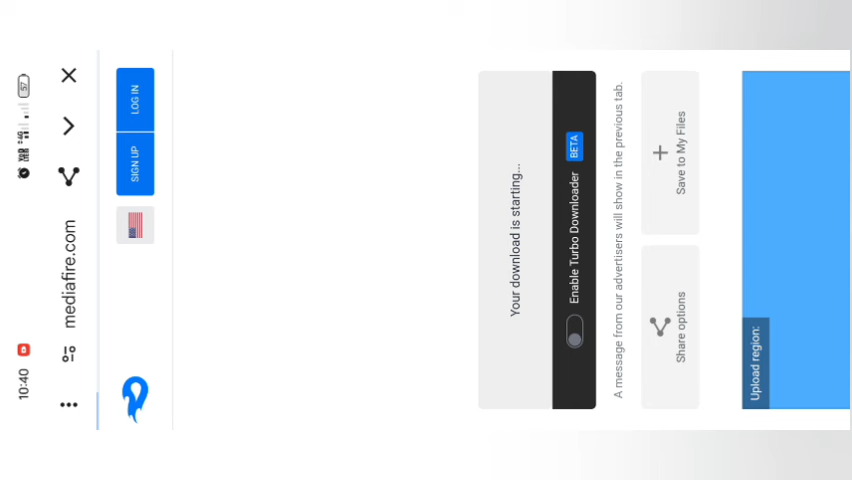 10:40
57
mediafire.com
SIGN UP
LOG IN
Your download is starting...
Enable Turbo Downloader
BETA
A message from our advertisers will show in the previous tab.
Share options
Save to My Files
Upload region: